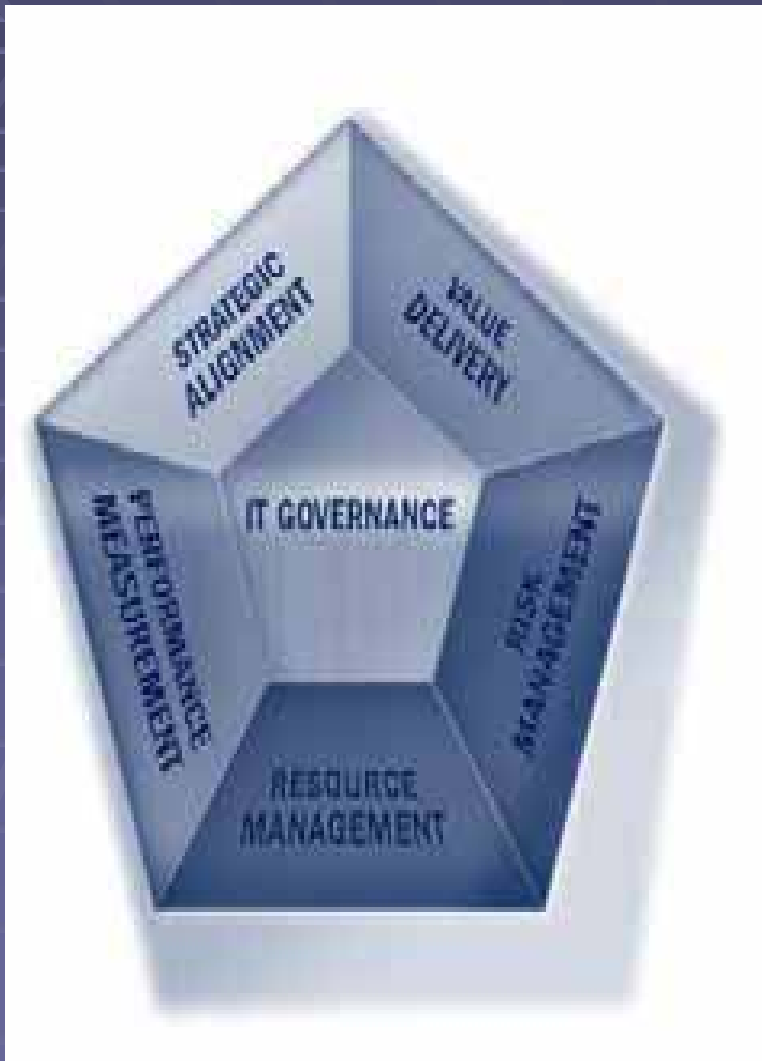 STRATEGIC
ALIGNMENT
VALUE
DELIVERY
IT GOVERNANCE
PERFORMANCE
MEASUREMENT
RISK
MANAGEMENT
RESOURCE
MANAGEMENT